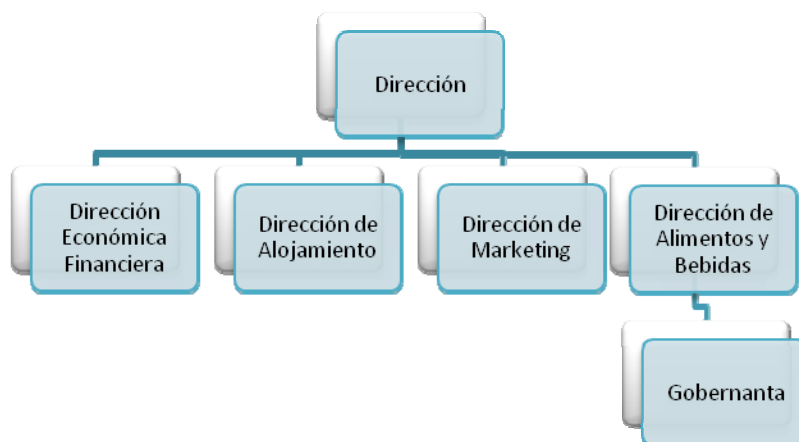 Dirección
Dirección
Económica
Financiera
Dirección de
Alojamiento
Dirección de
Marketing
Dirección de
Alimentos y
Bebidas
Gobernanta